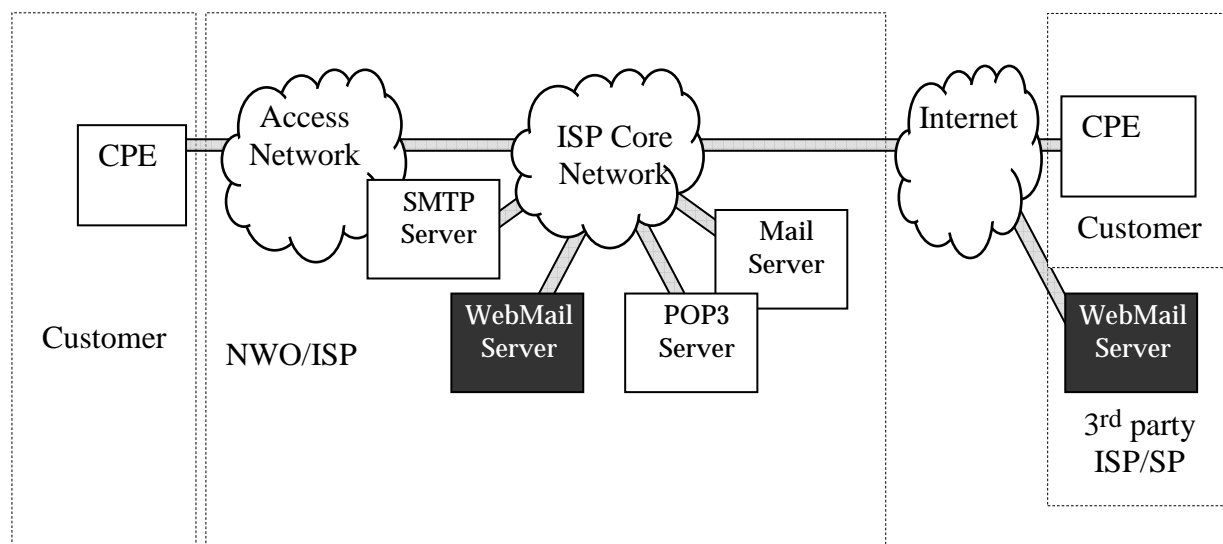 CPE
Access
Network
ISP Core
Network
Internet
CPE
SMTP
Server
Mail
Server
Customer
WebMail
Server
POP3
Server
WebMail
Server
Customer
NWO/ISP
3rd party
ISP/SP